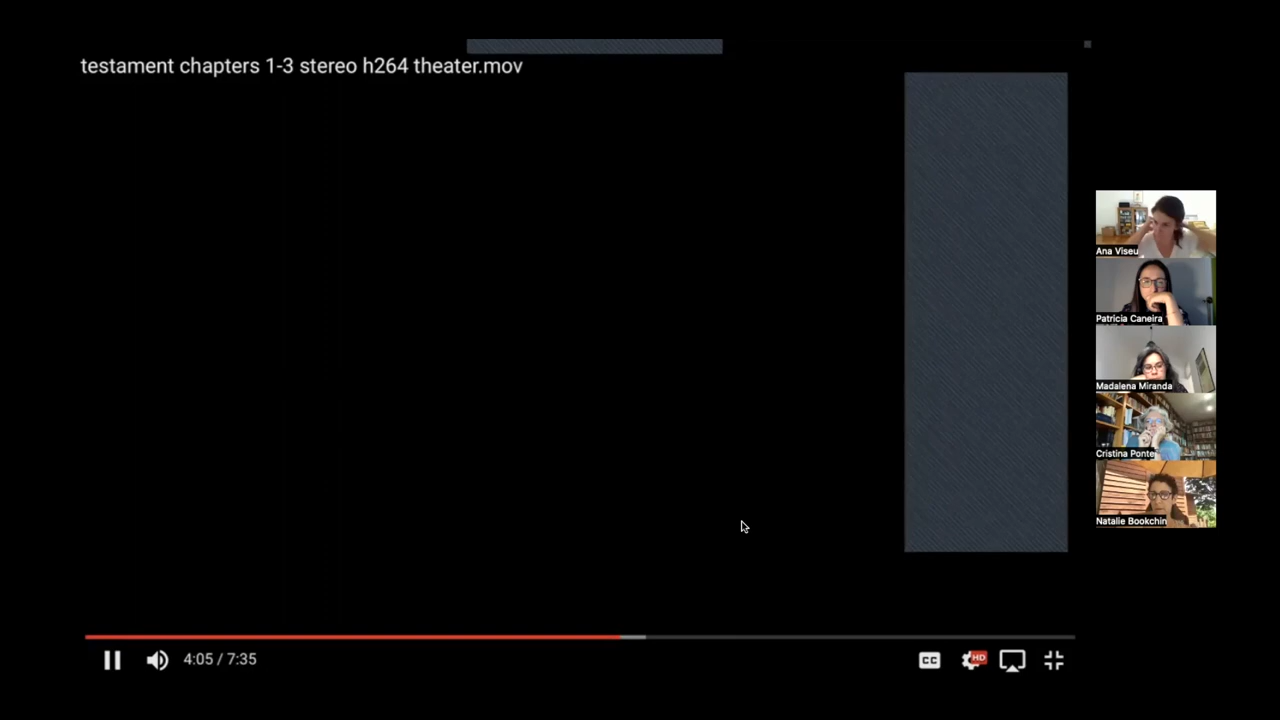 testament chapters 1-3 stereo h264 theater.mov
Ana Viseu
Patricia Caneira
Madalena Miranda
Cristina Ponte
Natalie Bookchin
4:05 / 7:35
CC
HD